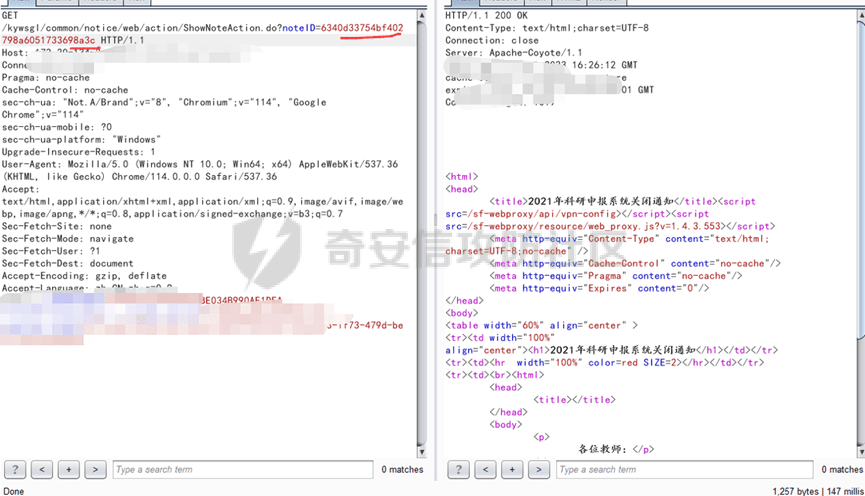 GET
/kywsgl/common/notice/web/action/ShowNoteAction.do?noteID=6340d33754bf402
798a6051733698a3c HTTP/1.1
Host:
Conne
Pragma: no-cache
Cache-Control: no-cache
sec-ch-ua: "Not.A/Brand";v="8", "Chromium";v="114", "Google
Chrome";v="114"
sec-ch-ua-mobile: ?0
sec-ch-ua-platform: "Windows"
Upgrade-Insecure-Requests: 1
User-Agent: Mozilla/5.0 (Windows NT 10.0; Win64; x64) AppleWebKit/537.36
(KHTML, like Gecko) Chrome/114.0.0.0 Safari/537.36
Accept:
text/html,application/xhtml+xml,application/xml;q=0.9,image/avif,image/we
bp,image/apng,*/*;q=0.8,application/signed-exchange;v=b3;q=0.7
Sec-Fetch-Site: none
Sec-Fetch-Mode: navigate
Sec-Fetch-User: ?1
Sec-Fetch-Dest: document
Accept-Encoding: gzip, deflate
Accept-Language: zh-CN,zh;q=0.9
-479d-be
? < + > Type a search term 0 matches
Done
HTTP/1.1 200 OK
Content-Type: text/html;charset=UTF-8
Connection: close
Server: Apache-Coyote/1.1
2023 16:26:12 GMT
01 GMT
<html>
<head>
<title>2021年科研申报系统关闭通知</title><script
src=/sf-webproxy/api/vpn-config></script><script
src=/sf-webproxy/resource/web_proxy.js?v=1.4.3.553></script>
<meta http-equiv="Content-Type" content="text/html;
charset=UTF-8;no-cache" />
<meta http-equiv="Cache-Control" content="no-cache"/>
<meta http-equiv="Pragma" content="no-cache"/>
<meta http-equiv="Expires" content="0"/>
</head>
<body>
<table width="60%" align="center" >
<tr><td width="100%"
align="center"><h1>2021年科研申报系统关闭通知</h1></td></tr>
<tr><td><hr  width="100%" color=red SIZE=2></hr></td></tr>
<tr><td><br><html>
<head>
<title></title>
</head>
<body>
<p>
各位教师：</p>
? < + > Type a search term 0 matches
1,257 bytes | 147 millis
奇安信攻防社区